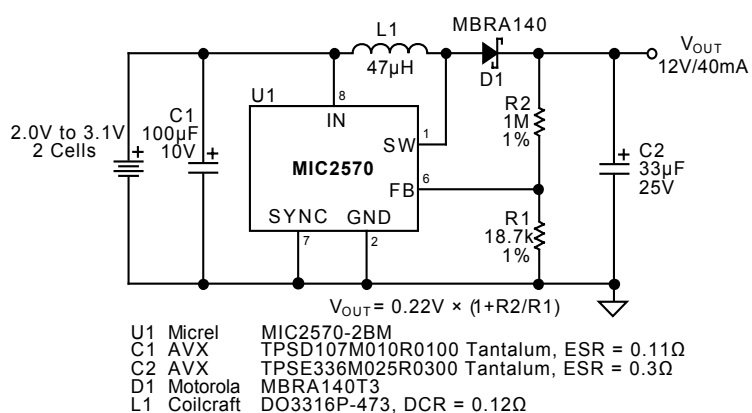 MBRA140
L1
47µH
D1
VOUT
12V/40mA
U1
8
IN
R2
1M
1%
2.0V to 3.1V
2 Cells
+
C1
100µF
10V
+
SW
1
MIC2570
FB
6
C2
33µF
25V
+
SYNC
GND
7
2
R1
18.7k
1%
VOUT = 0.22V × (1+R2/R1)
U1 Micrel MIC2570-2BM
C1 AVX TPSD107M010R0100 Tantalum, ESR = 0.11Ω
C2 AVX TPSE336M025R0300 Tantalum, ESR = 0.3Ω
D1 Motorola MBRA140T3
L1 Coilcraft DO3316P-473, DCR = 0.12Ω